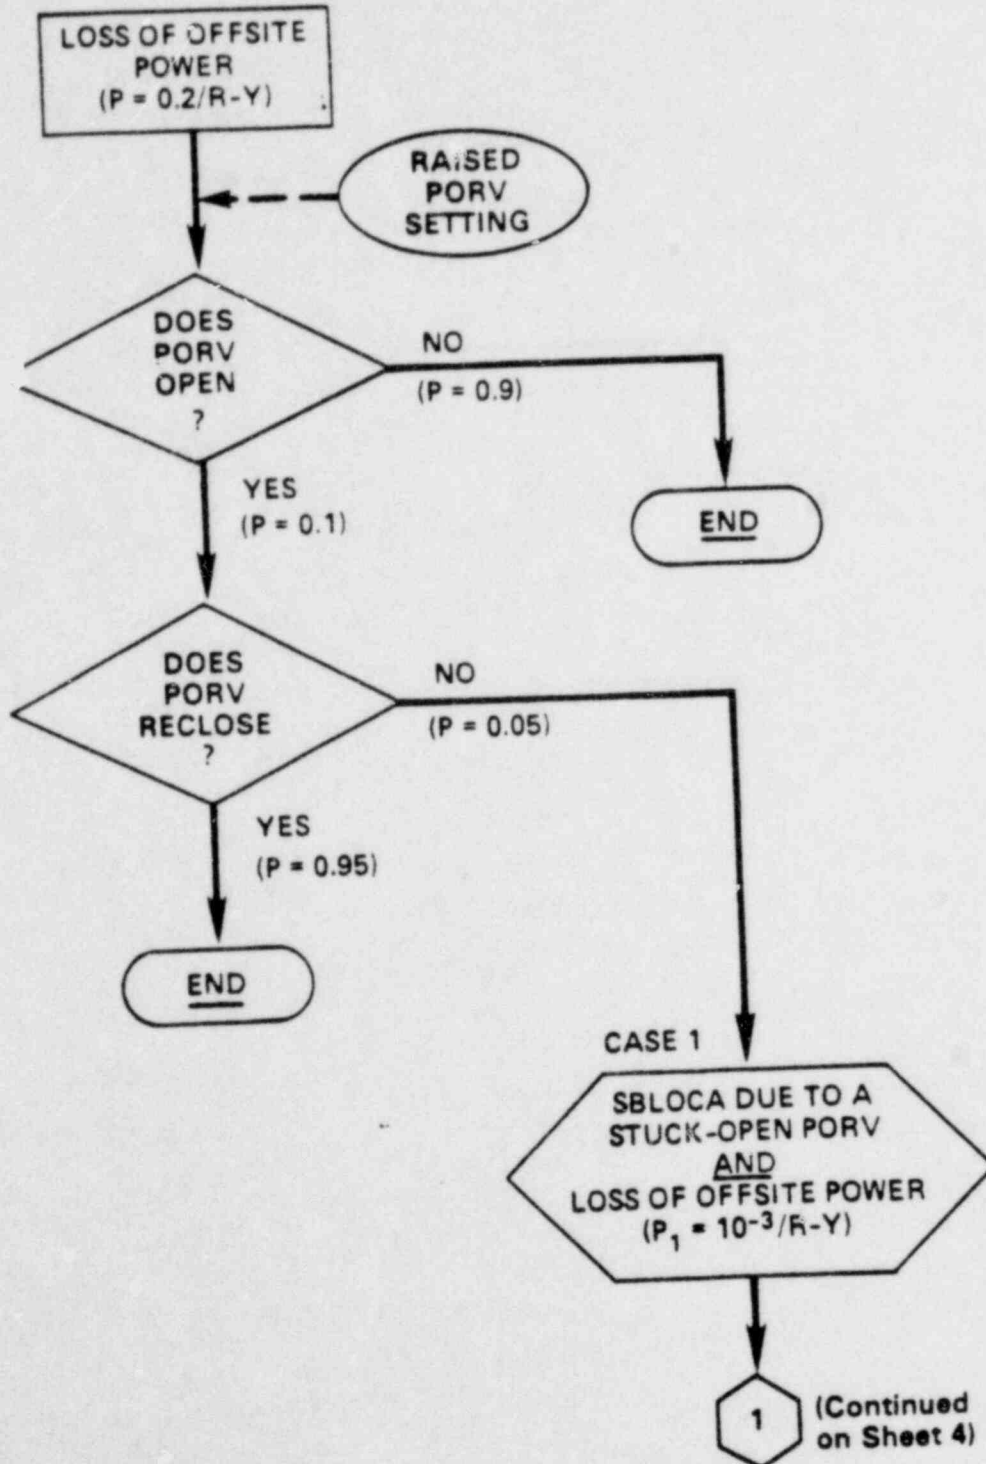 LOSS OF OFFSITE
POWER
(P = 0.2/R-Y)
RAISED
PORV
SETTING
DOES
PORV
OPEN
?
NO
(P = 0.9)
END
YES
(P = 0.1)
DOES
PORV
RECLOSE
?
NO
(P = 0.05)
YES
(P = 0.95)
END
CASE 1
SBLOCA DUE TO A
STUCK-OPEN PORV
AND
LOSS OF OFFSITE POWER
(P₁ = 10⁻³/R-Y)
1
(Continued
on Sheet 4)